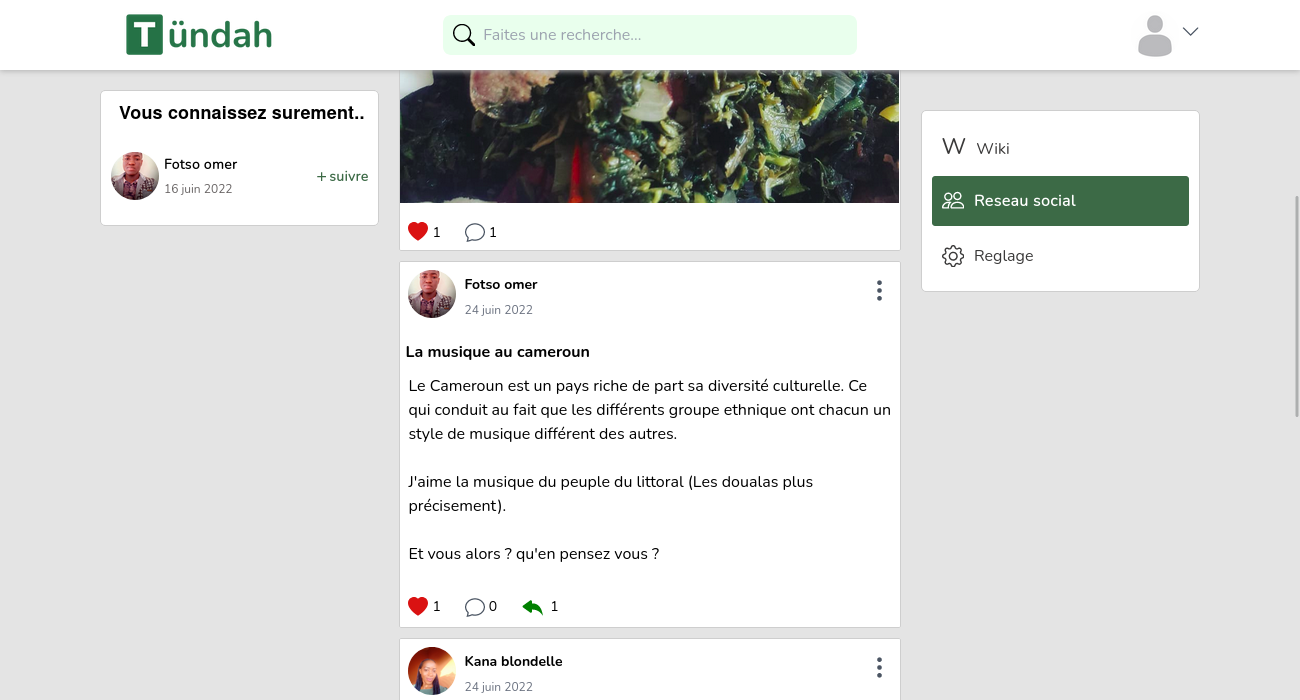 Tündah
Faites une recherche...
Vous connaissez surement..
Fotso omer
16 juin 2022
+ suivre
1
1
Fotso omer
24 juin 2022
La musique au cameroun
Le Cameroun est un pays riche de part sa diversité culturelle. Ce
qui conduit au fait que les différents groupe ethnique ont chacun un
style de musique différent des autres.
J'aime la musique du peuple du littoral (Les doualas plus
précisement).
Et vous alors ? qu'en pensez vous ?
1
0
1
Kana blondelle
24 juin 2022
W Wiki
Reseau social
Reglage